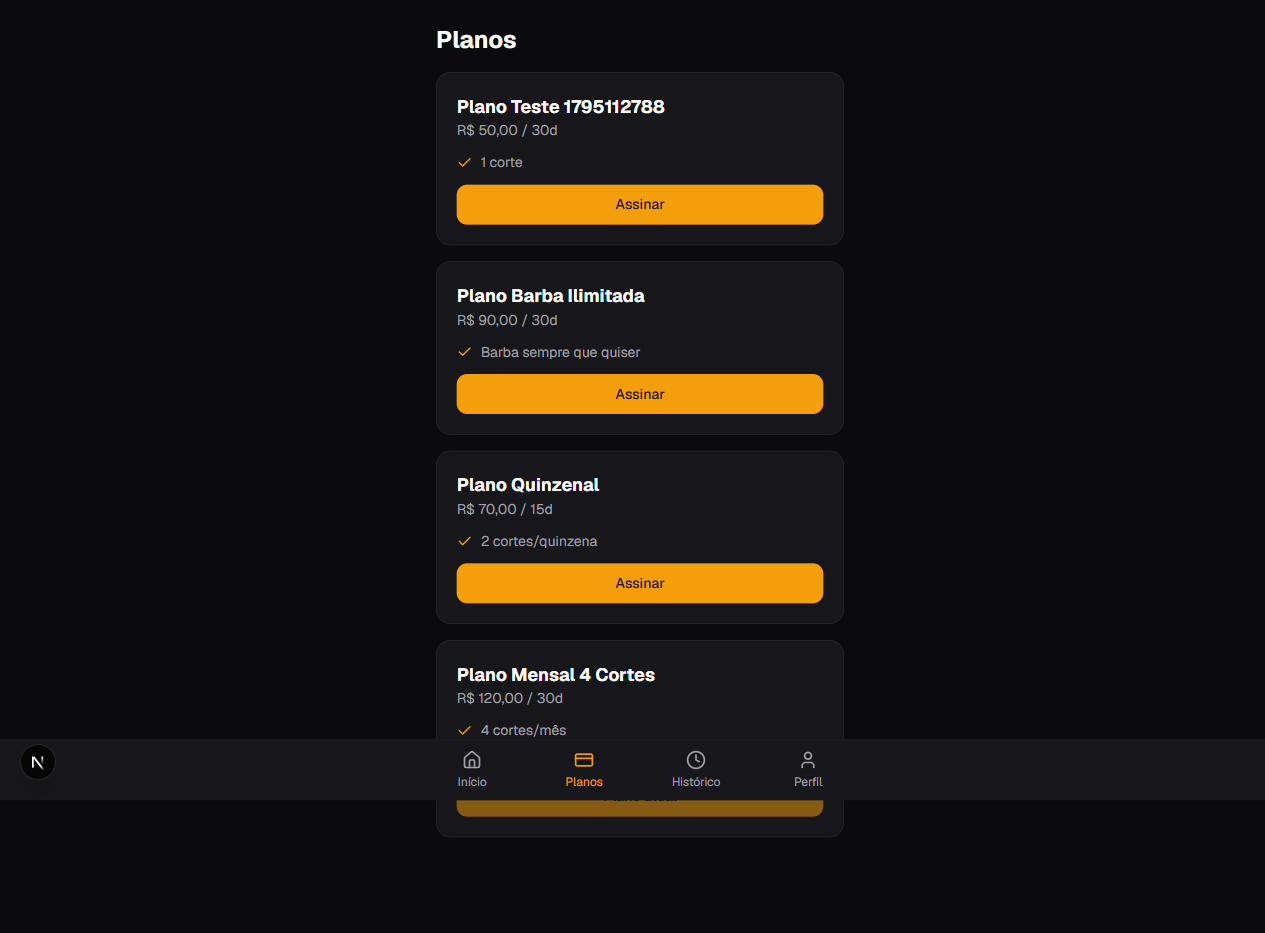 Planos
Plano Teste 1795112788
R$ 50,00 / 30d
1 corte
Assinar
Plano Barba Ilimitada
R$ 90,00 / 30d
Barba sempre que quiser
Assinar
Plano Quinzenal
R$ 70,00 / 15d
2 cortes/quinzena
Assinar
Plano Mensal 4 Cortes
R$ 120,00 / 30d
4 cortes/mês
N
Início
Planos
Histórico
Perfil